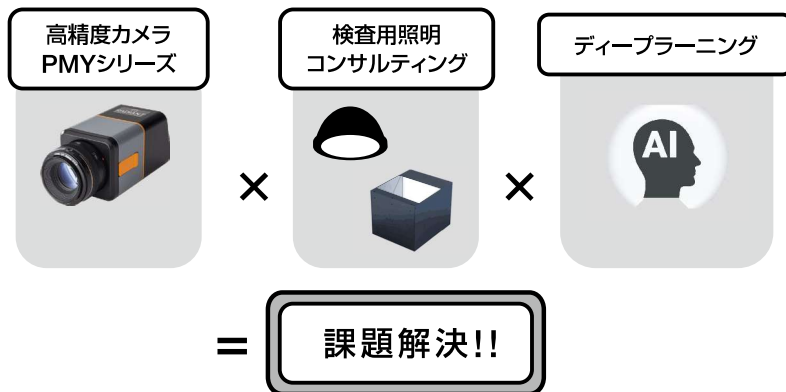 高精度カメラ
PMYシリーズ
検査用照明
コンサルティング
ディープラーニング
AI
×
×
=
課題解決!!